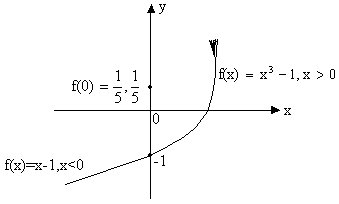 y
f(x) = x³ − 1, x > 0
f(0) = 1/5, 1/5
x
0
-1
f(x)=x-1,x<0